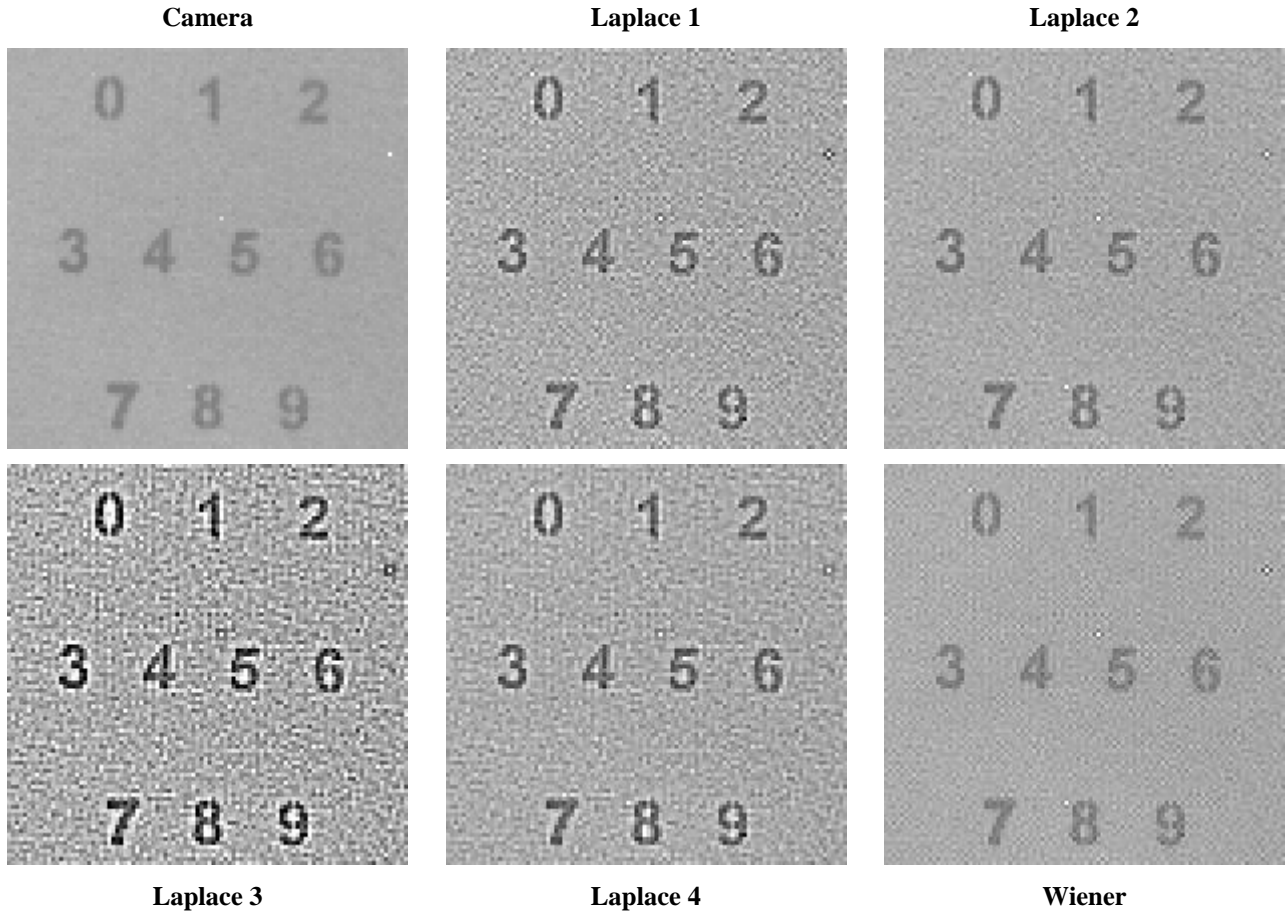 Camera Laplace 1 Laplace 2
0 1 2 0 1 2 0 1 2
3 4 5 6 3 4 5 6 3 4 5 6
7 8 9 7 8 9 7 8 9
0 1 2 0 1 2 0 1 2
3 4 5 6 3 4 5 6 3 4 5 6
7 8 9 7 8 9 7 8 9
Laplace 3 Laplace 4 Wiener